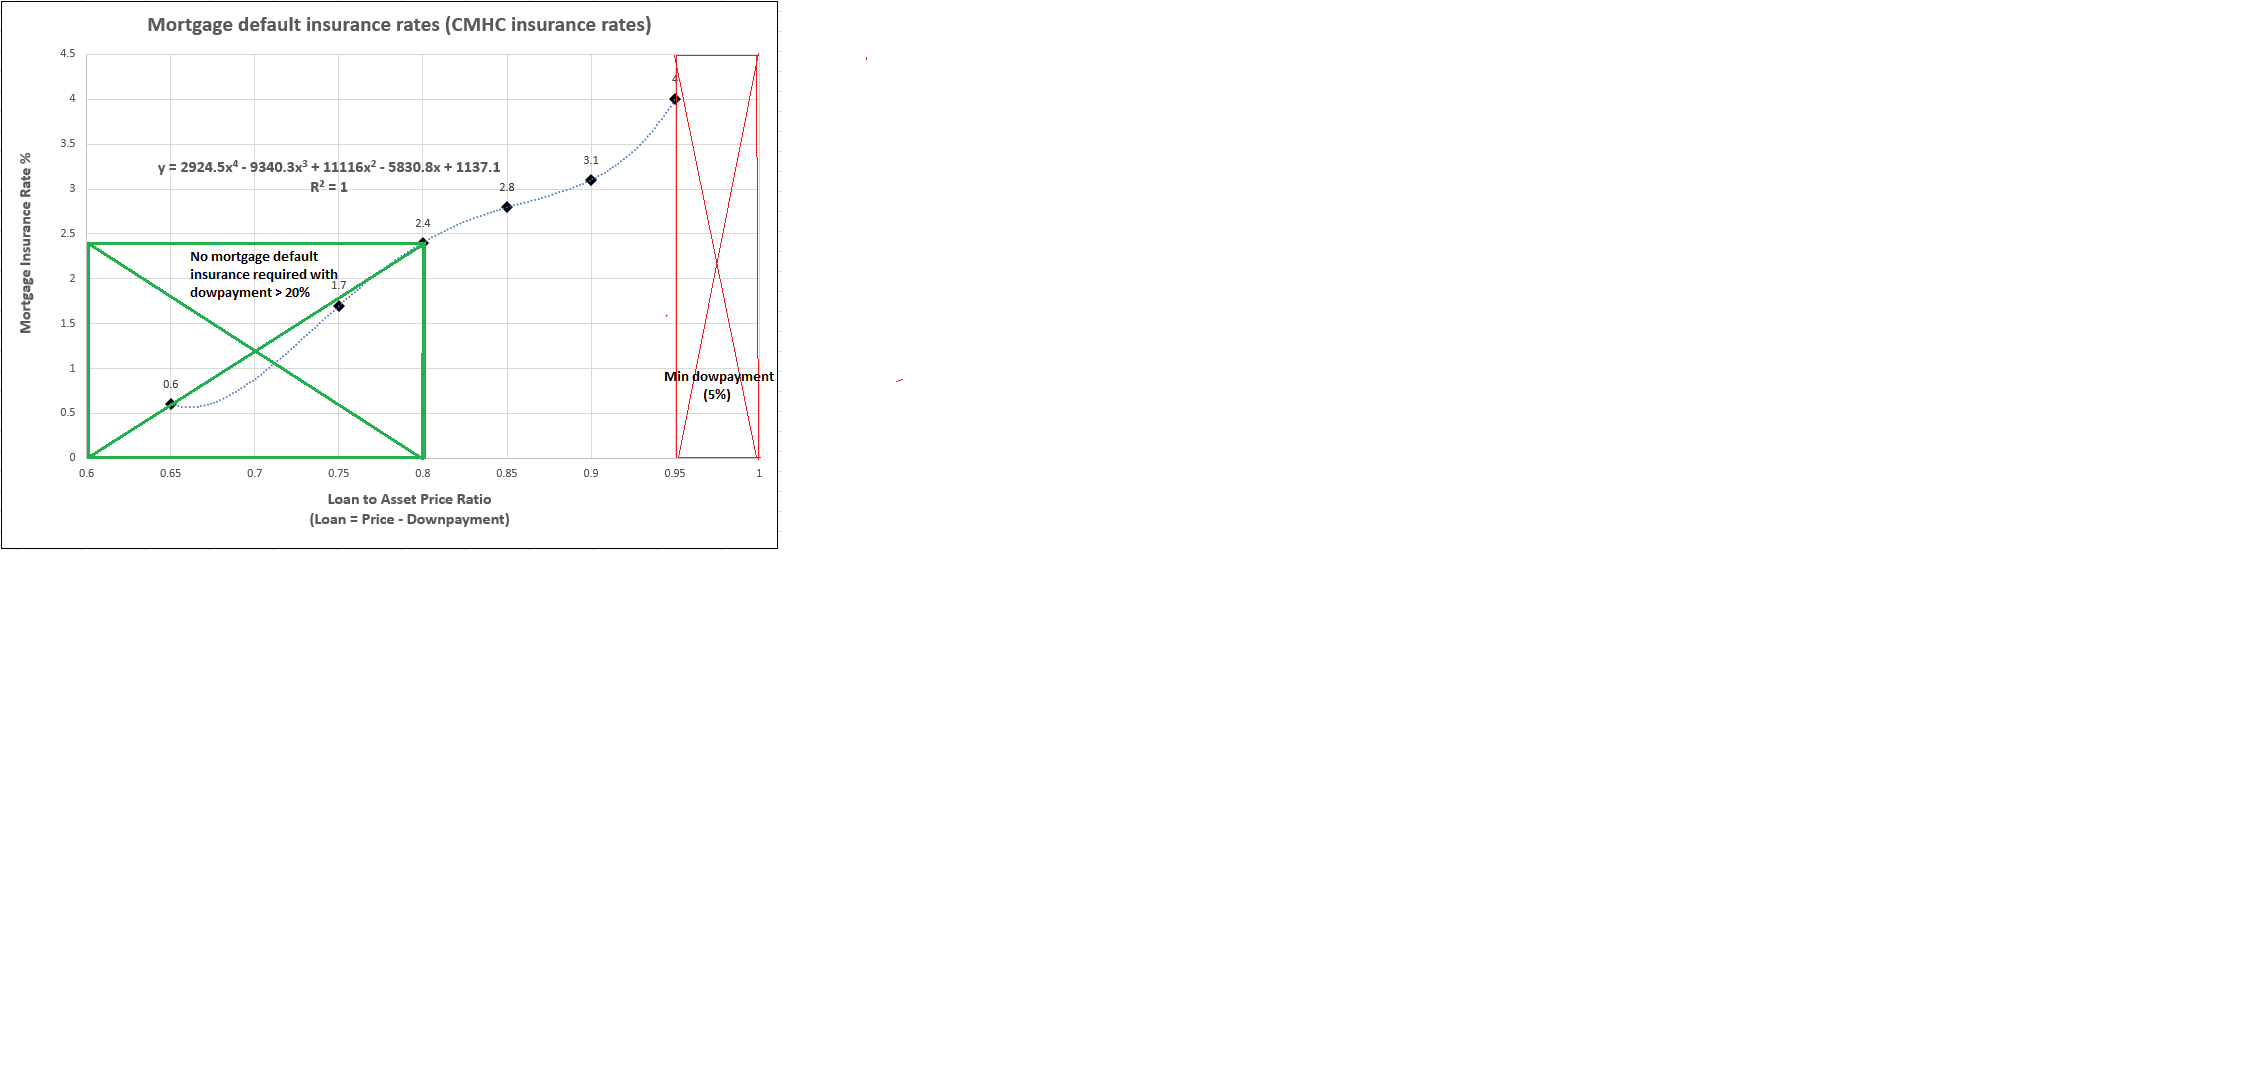 Mortgage default insurance rates (CMHC insurance rates)
4.5
4
4
3.5
y = 2924.5x⁴ - 9340.3x³ + 11116x² - 5830.8x + 1137.1
R² = 1
3.1
3
2.8
2.5
2.4
No mortgage default
insurance required with
dowpayment > 20%
2
1.7
1.5
1
0.6
0.5
0
Min dowpayment
(5%)
Mortgage Insurance Rate %
0.6 0.65 0.7 0.75 0.8 0.85 0.9 0.95 1
Loan to Asset Price Ratio
(Loan = Price - Downpayment)